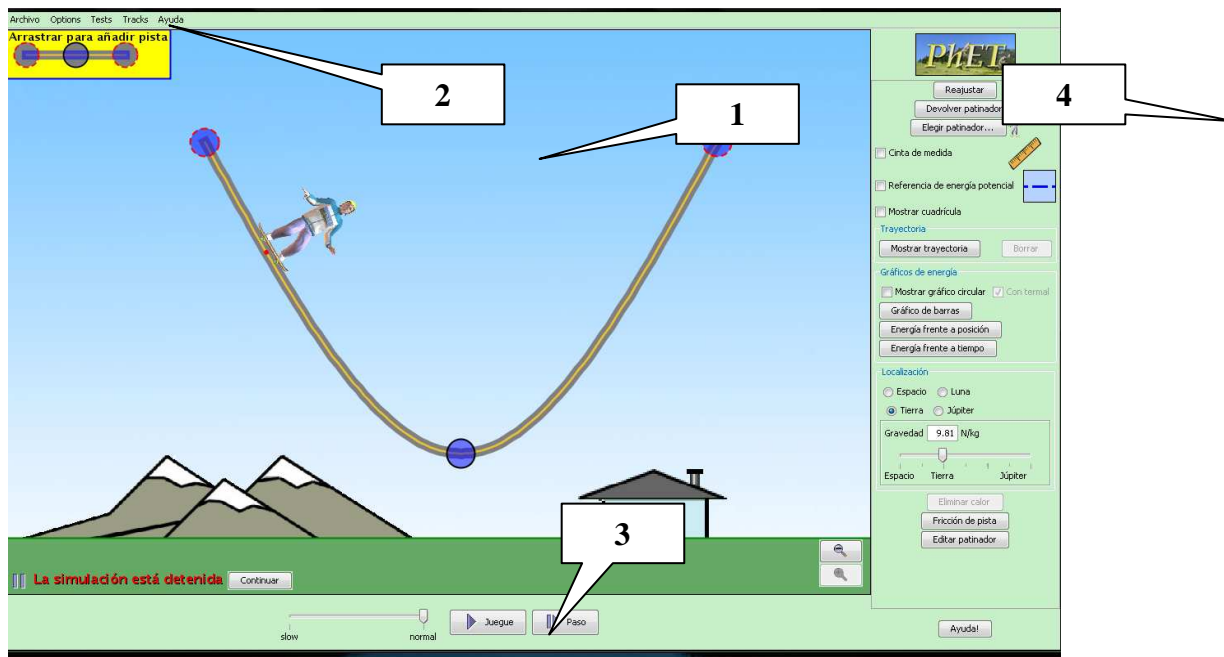 Archivo Options Tests Tracks Ayuda
Arrastrar para añadir pista
2
1
4
3
PhET
Reajustar
Devolver patinador
Elegir patinador...
Cinta de medida
Referencia de energía potencial
Mostrar cuadrícula
Trayectoria
Mostrar trayectoria Borrar
Gráficos de energía
Mostrar gráfico circular Con termal
Gráfico de barras
Energía frente a posición
Energía frente a tiempo
Localización
Espacio Luna
Tierra Júpiter
Gravedad 9.81 N/kg
Espacio Tierra Júpiter
Eliminar calor
Fricción de pista
Editar patinador
La simulación está detenida Continuar
slow normal Juegue Paso
Ayuda!